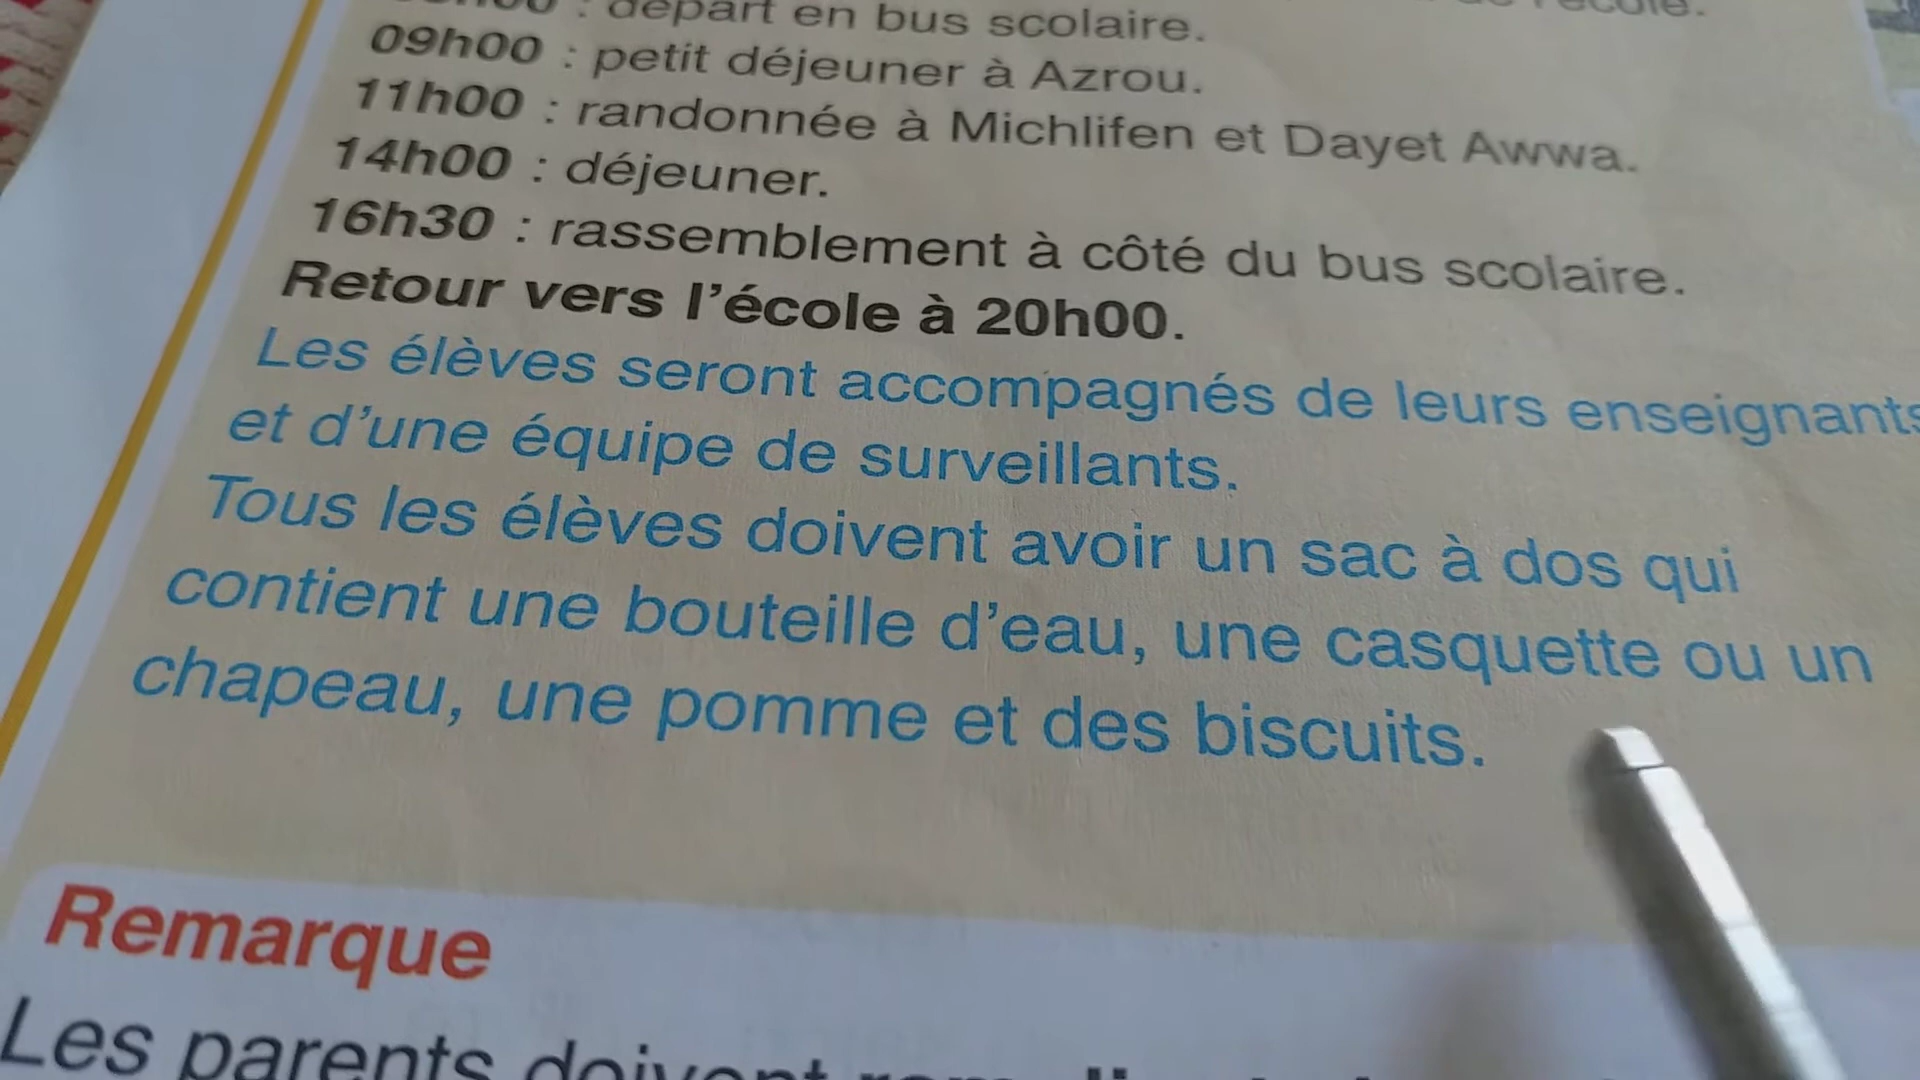 : départ en bus scolaire.
09h00 : petit déjeuner à Azrou.
11h00 : randonnée à Michlifen et Dayet Awwa.
14h00 : déjeuner.
16h30 : rassemblement à côté du bus scolaire.
Retour vers l'école à 20h00.
Les élèves seront accompagnés de leurs enseignants
et d'une équipe de surveillants.
Tous les élèves doivent avoir un sac à dos qui
contient une bouteille d'eau, une casquette ou un
chapeau, une pomme et des biscuits.
Remarque
Les parents doivent